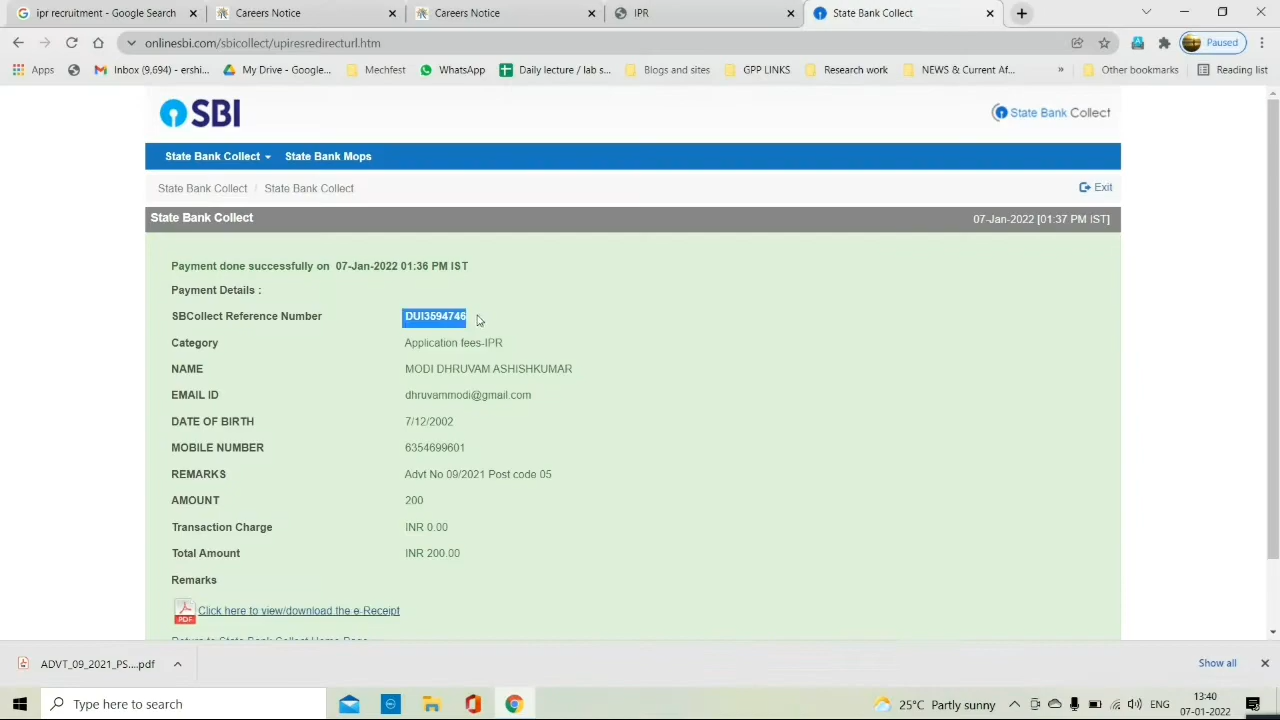 ipr recruitment - Google Search
Careers Notice
Careers Notice
IPR
State Bank Collect
onlinesbi.com/sbicollect/upiresredirecturl.htm
Paused
Apps
Inbox (9,694) - ershi...
My Drive - Google...
Mechfest
WhatsApp
Daily lecture / lab s...
Blogs and sites
GPP LINKS
Research work
NEWS & Current Af...
»
Other bookmarks
Reading list
SBI
State Bank Collect
State Bank Collect
State Bank Mops
State Bank Collect / State Bank Collect
Exit
State Bank Collect
07-Jan-2022 [01:37 PM IST]
Payment done successfully on 07-Jan-2022 01:36 PM IST
Payment Details :
SBCollect Reference Number DUI3594746
Category Application fees-IPR
NAME MODI DHRUVAM ASHISHKUMAR
EMAIL ID dhruvammodi@gmail.com
DATE OF BIRTH 7/12/2002
MOBILE NUMBER 6354699601
REMARKS Advt No 09/2021 Post code 05
AMOUNT 200
Transaction Charge INR 0.00
Total Amount INR 200.00
Remarks
PDF Click here to view/download the e-Receipt
Return to State Bank Collect Home Page
ADVT_09_2021_PS....pdf
Show all
Type here to search
25°C Partly sunny
ENG
13:40
07-01-2022